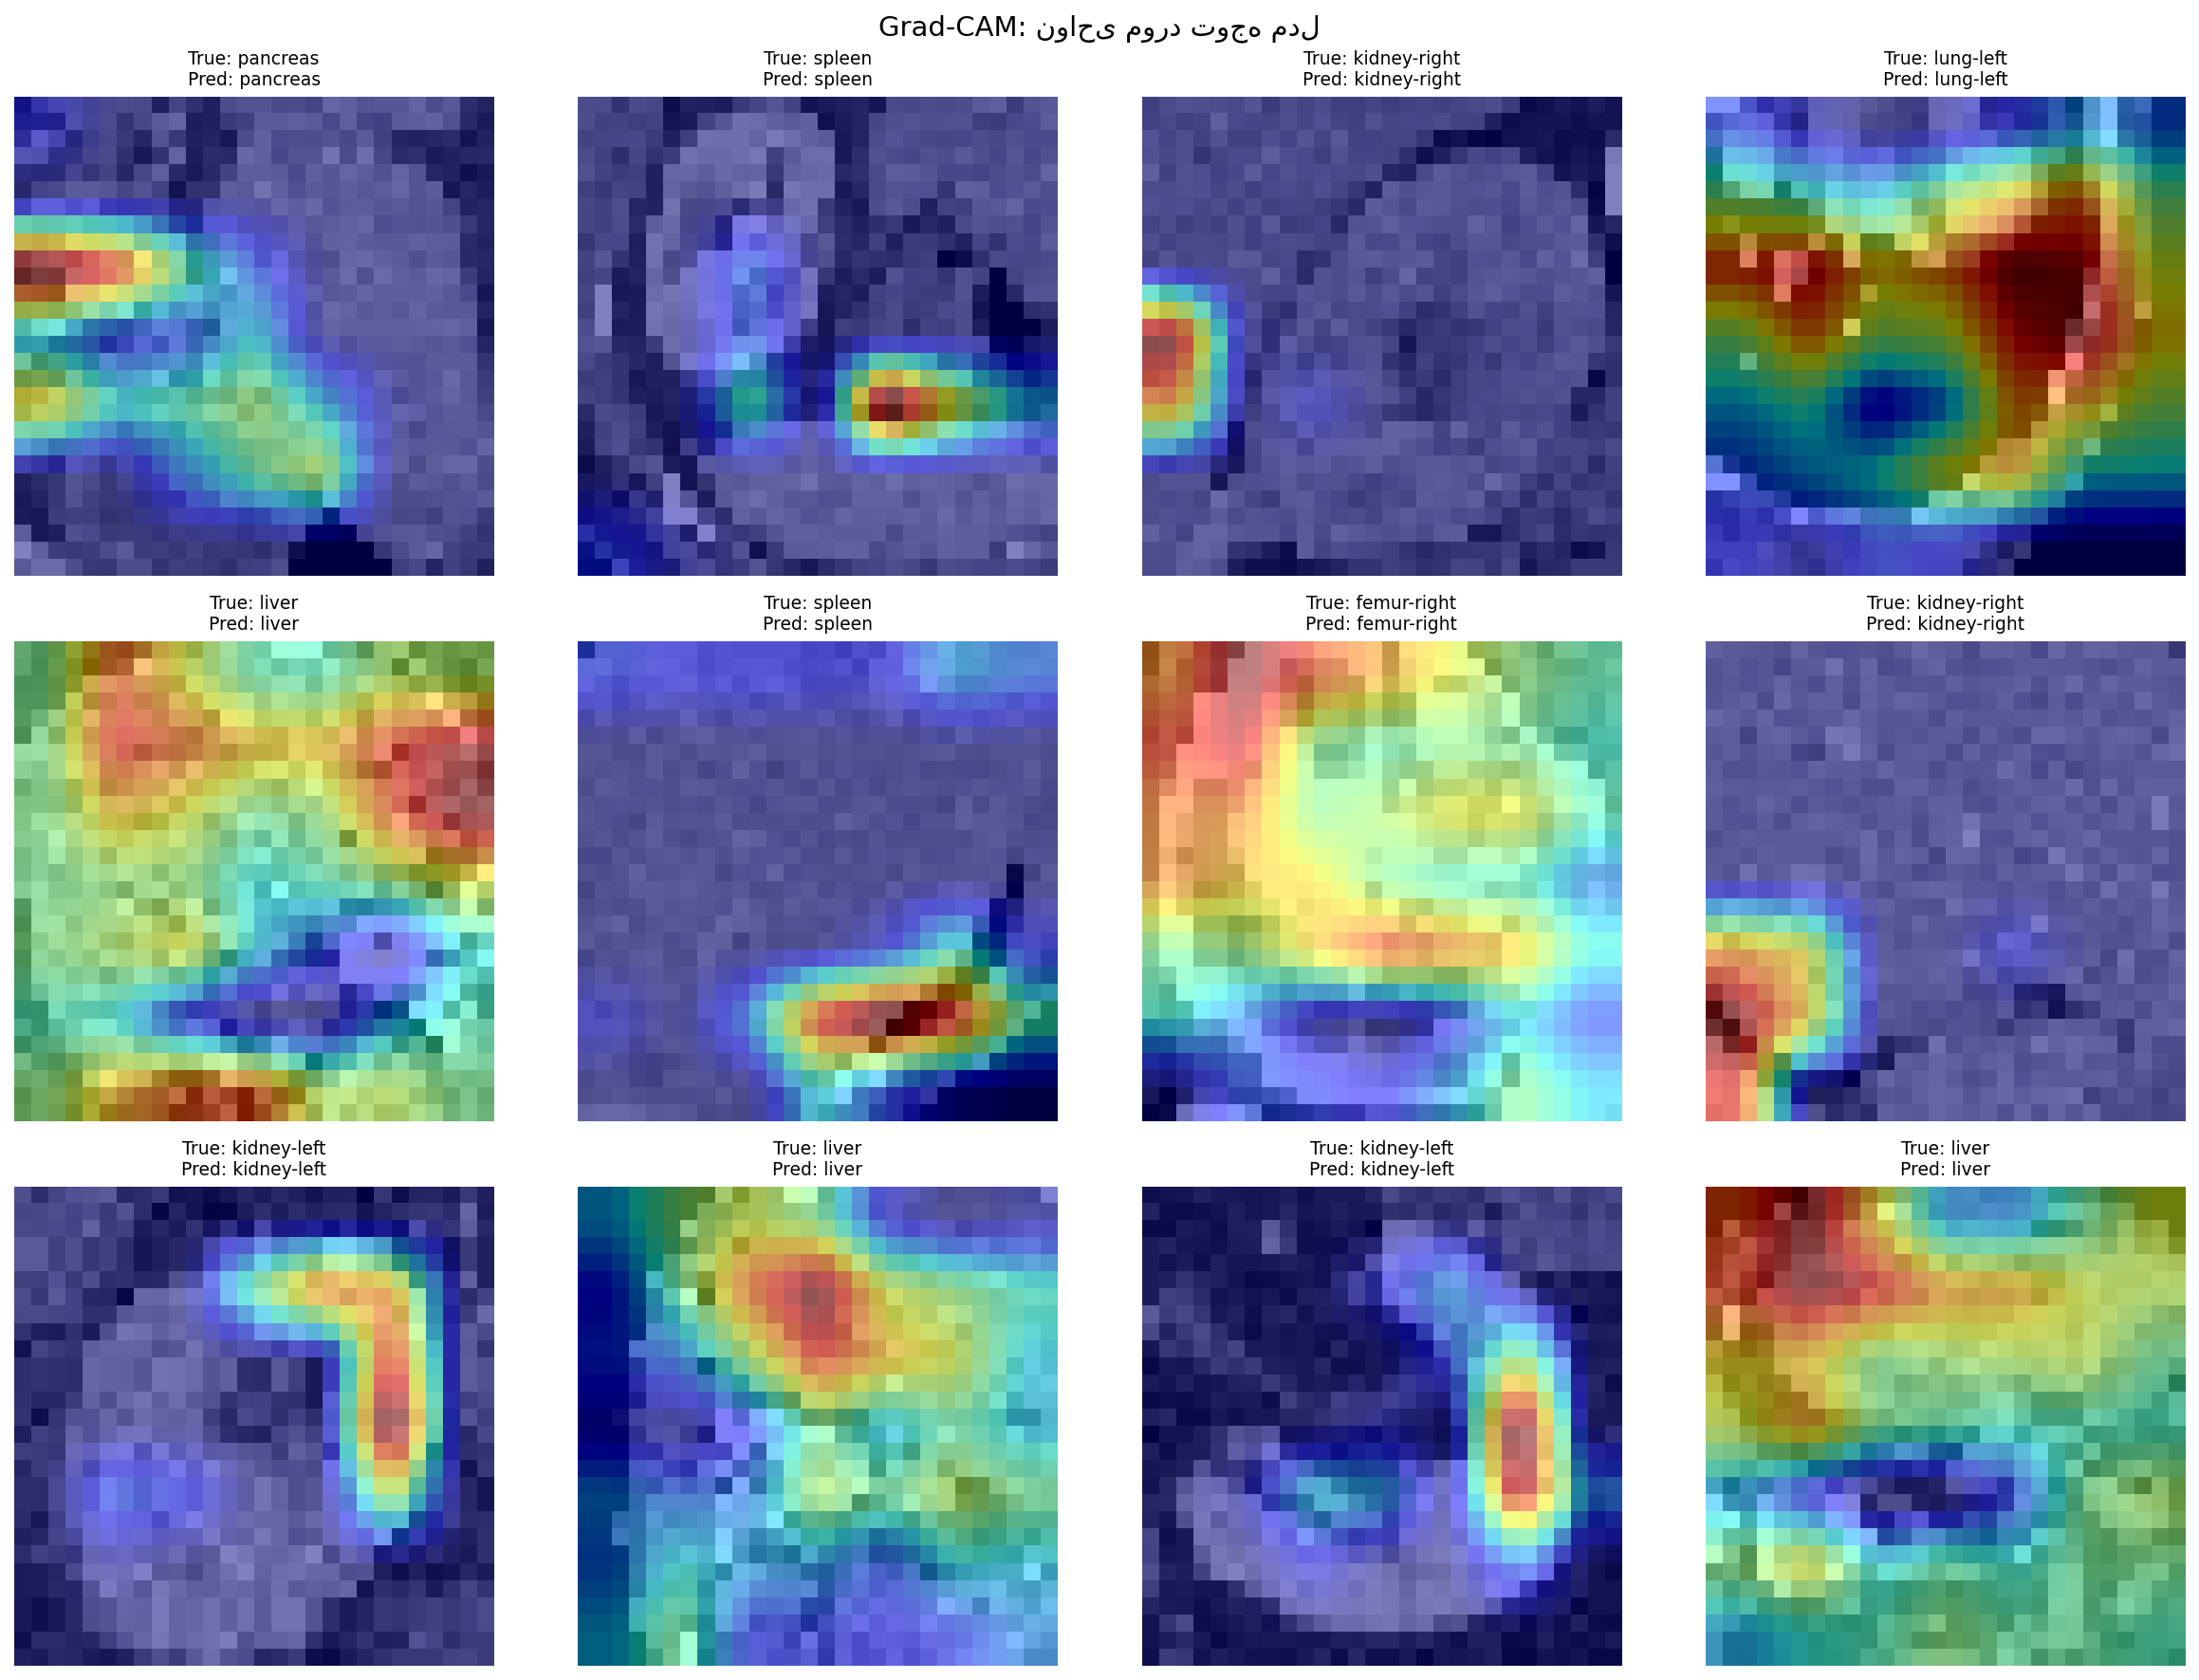 Grad-CAM: نواحی مورد توجه مدل
True: pancreas
Pred: pancreas
True: spleen
Pred: spleen
True: kidney-right
Pred: kidney-right
True: lung-left
Pred: lung-left
True: liver
Pred: liver
True: spleen
Pred: spleen
True: femur-right
Pred: femur-right
True: kidney-right
Pred: kidney-right
True: kidney-left
Pred: kidney-left
True: liver
Pred: liver
True: kidney-left
Pred: kidney-left
True: liver
Pred: liver